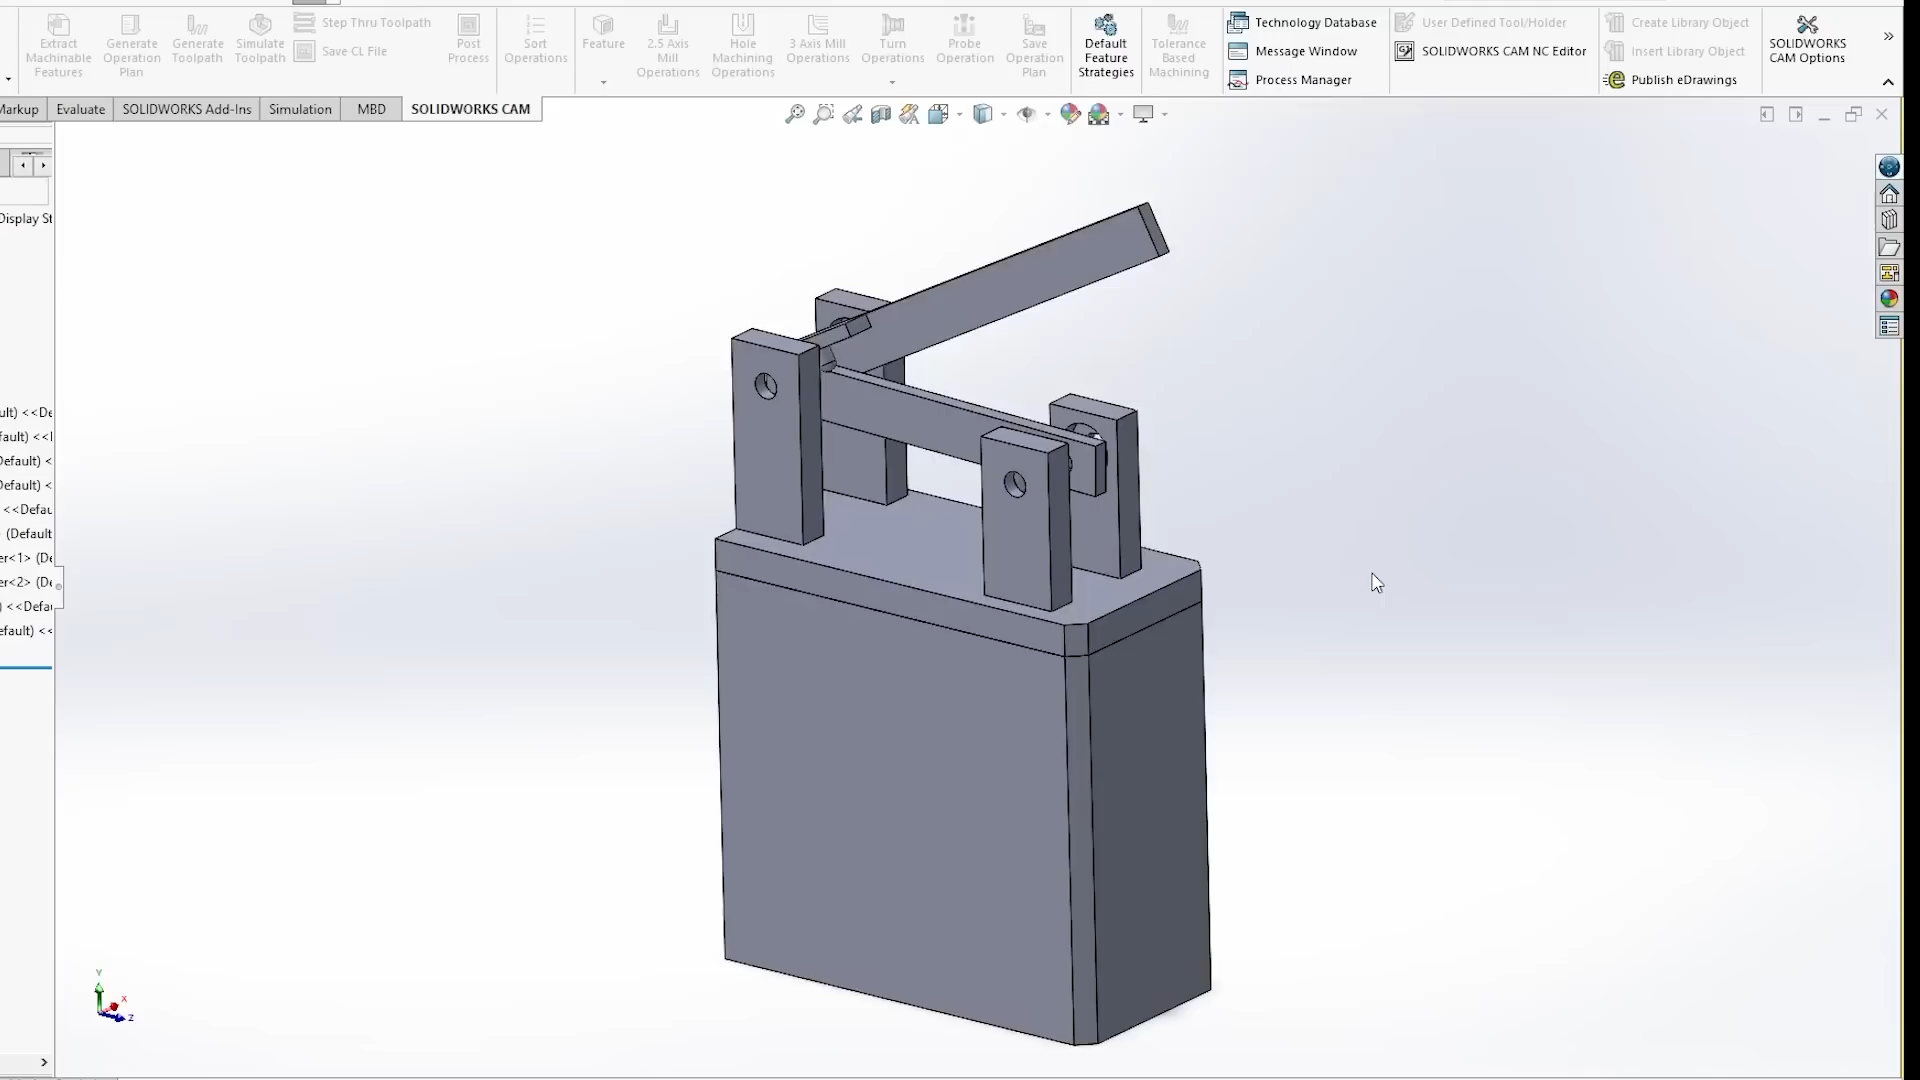 Extract
Machinable
Features
Generate
Operation
Plan
Generate
Toolpath
Simulate
Toolpath
Step Thru Toolpath
Save CL File
Post
Process
Sort
Operations
Feature
2.5 Axis
Mill
Operations
Hole
Machining
Operations
3 Axis Mill
Operations
Turn
Operations
Probe
Operation
Save
Operation
Plan
Default
Feature
Strategies
Tolerance
Based
Machining
Technology Database
Message Window
Process Manager
User Defined Tool/Holder
SOLIDWORKS CAM NC Editor
Create Library Object
Insert Library Object
Publish eDrawings
SOLIDWORKS
CAM Options
Markup
Evaluate
SOLIDWORKS Add-Ins
Simulation
MBD
SOLIDWORKS CAM
Display St
ult) <<De
fault) <<
Default) <
Default) <
<<Defau
(Default
er<1> (De
er<2> (De
) <<Defau
efault) <<
Y
X
Z